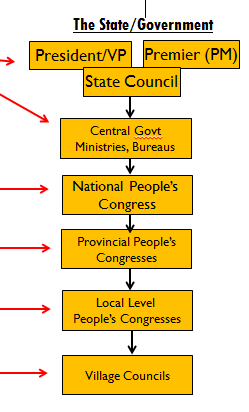 The State/Government
President/VP
Premier (PM)
State Council
Central Govt
Ministries, Bureaus
National People's
Congress
Provincial People's
Congresses
Local Level
People's Congresses
Village Councils